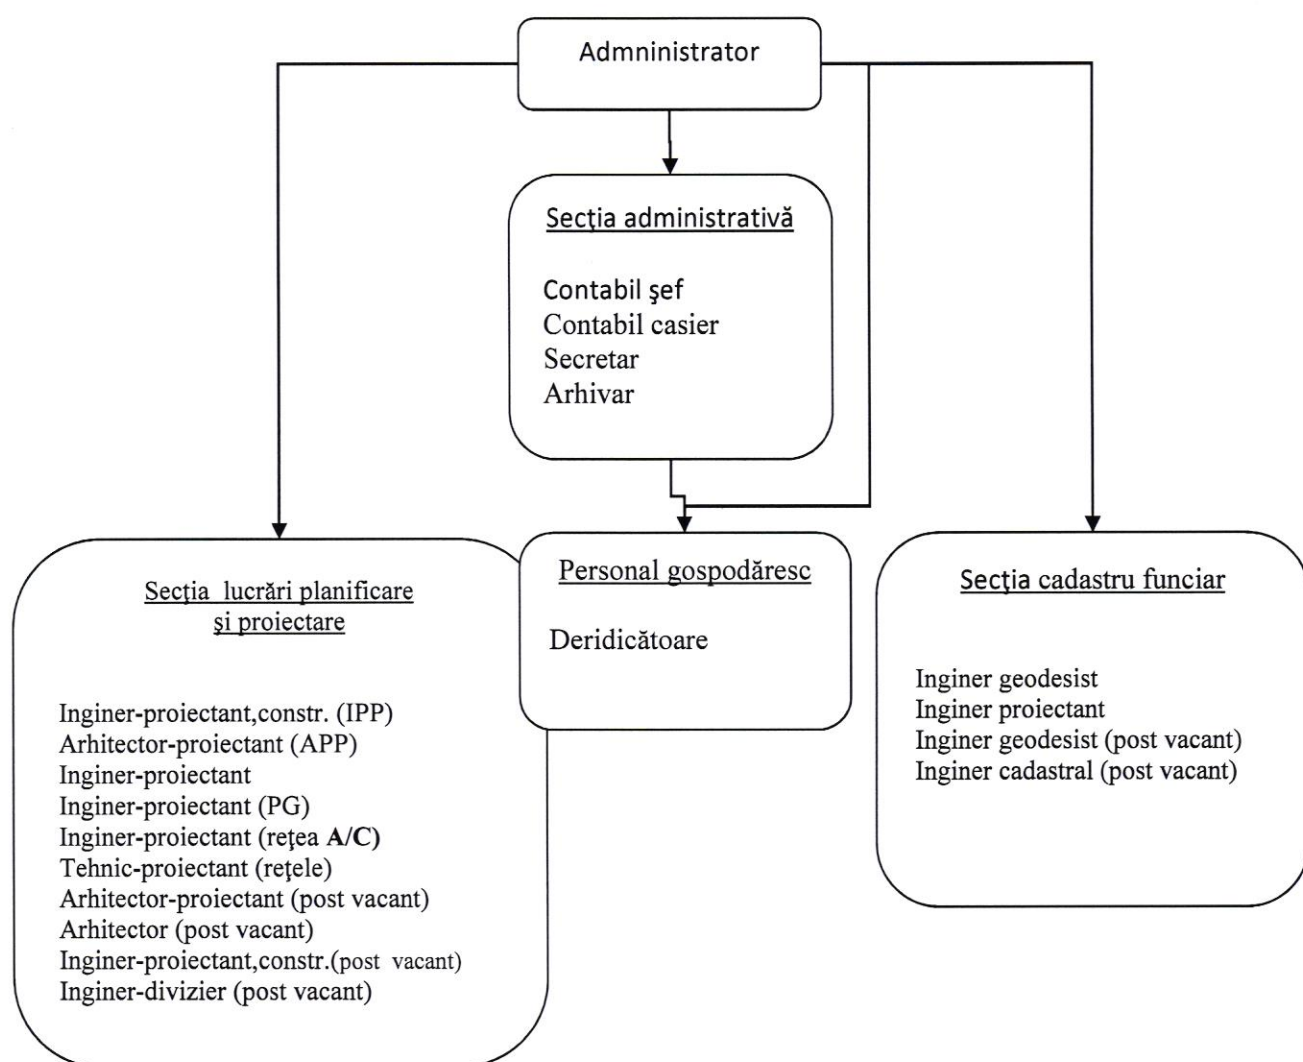 Admninistrator
Secţia administrativă
Contabil şef
Contabil casier
Secretar
Arhivar
Secţia lucrări planificare
şi proiectare
Inginer-proiectant,constr. (IPP)
Arhitector-proiectant (APP)
Inginer-proiectant
Inginer-proiectant (PG)
Inginer-proiectant (reţea A/C)
Tehnic-proiectant (reţele)
Arhitector-proiectant (post vacant)
Arhitector (post vacant)
Inginer-proiectant,constr.(post vacant)
Inginer-divizier (post vacant)
Personal gospodăresc
Deridicătoare
Secţia cadastru funciar
Inginer geodesist
Inginer proiectant
Inginer geodesist (post vacant)
Inginer cadastral (post vacant)